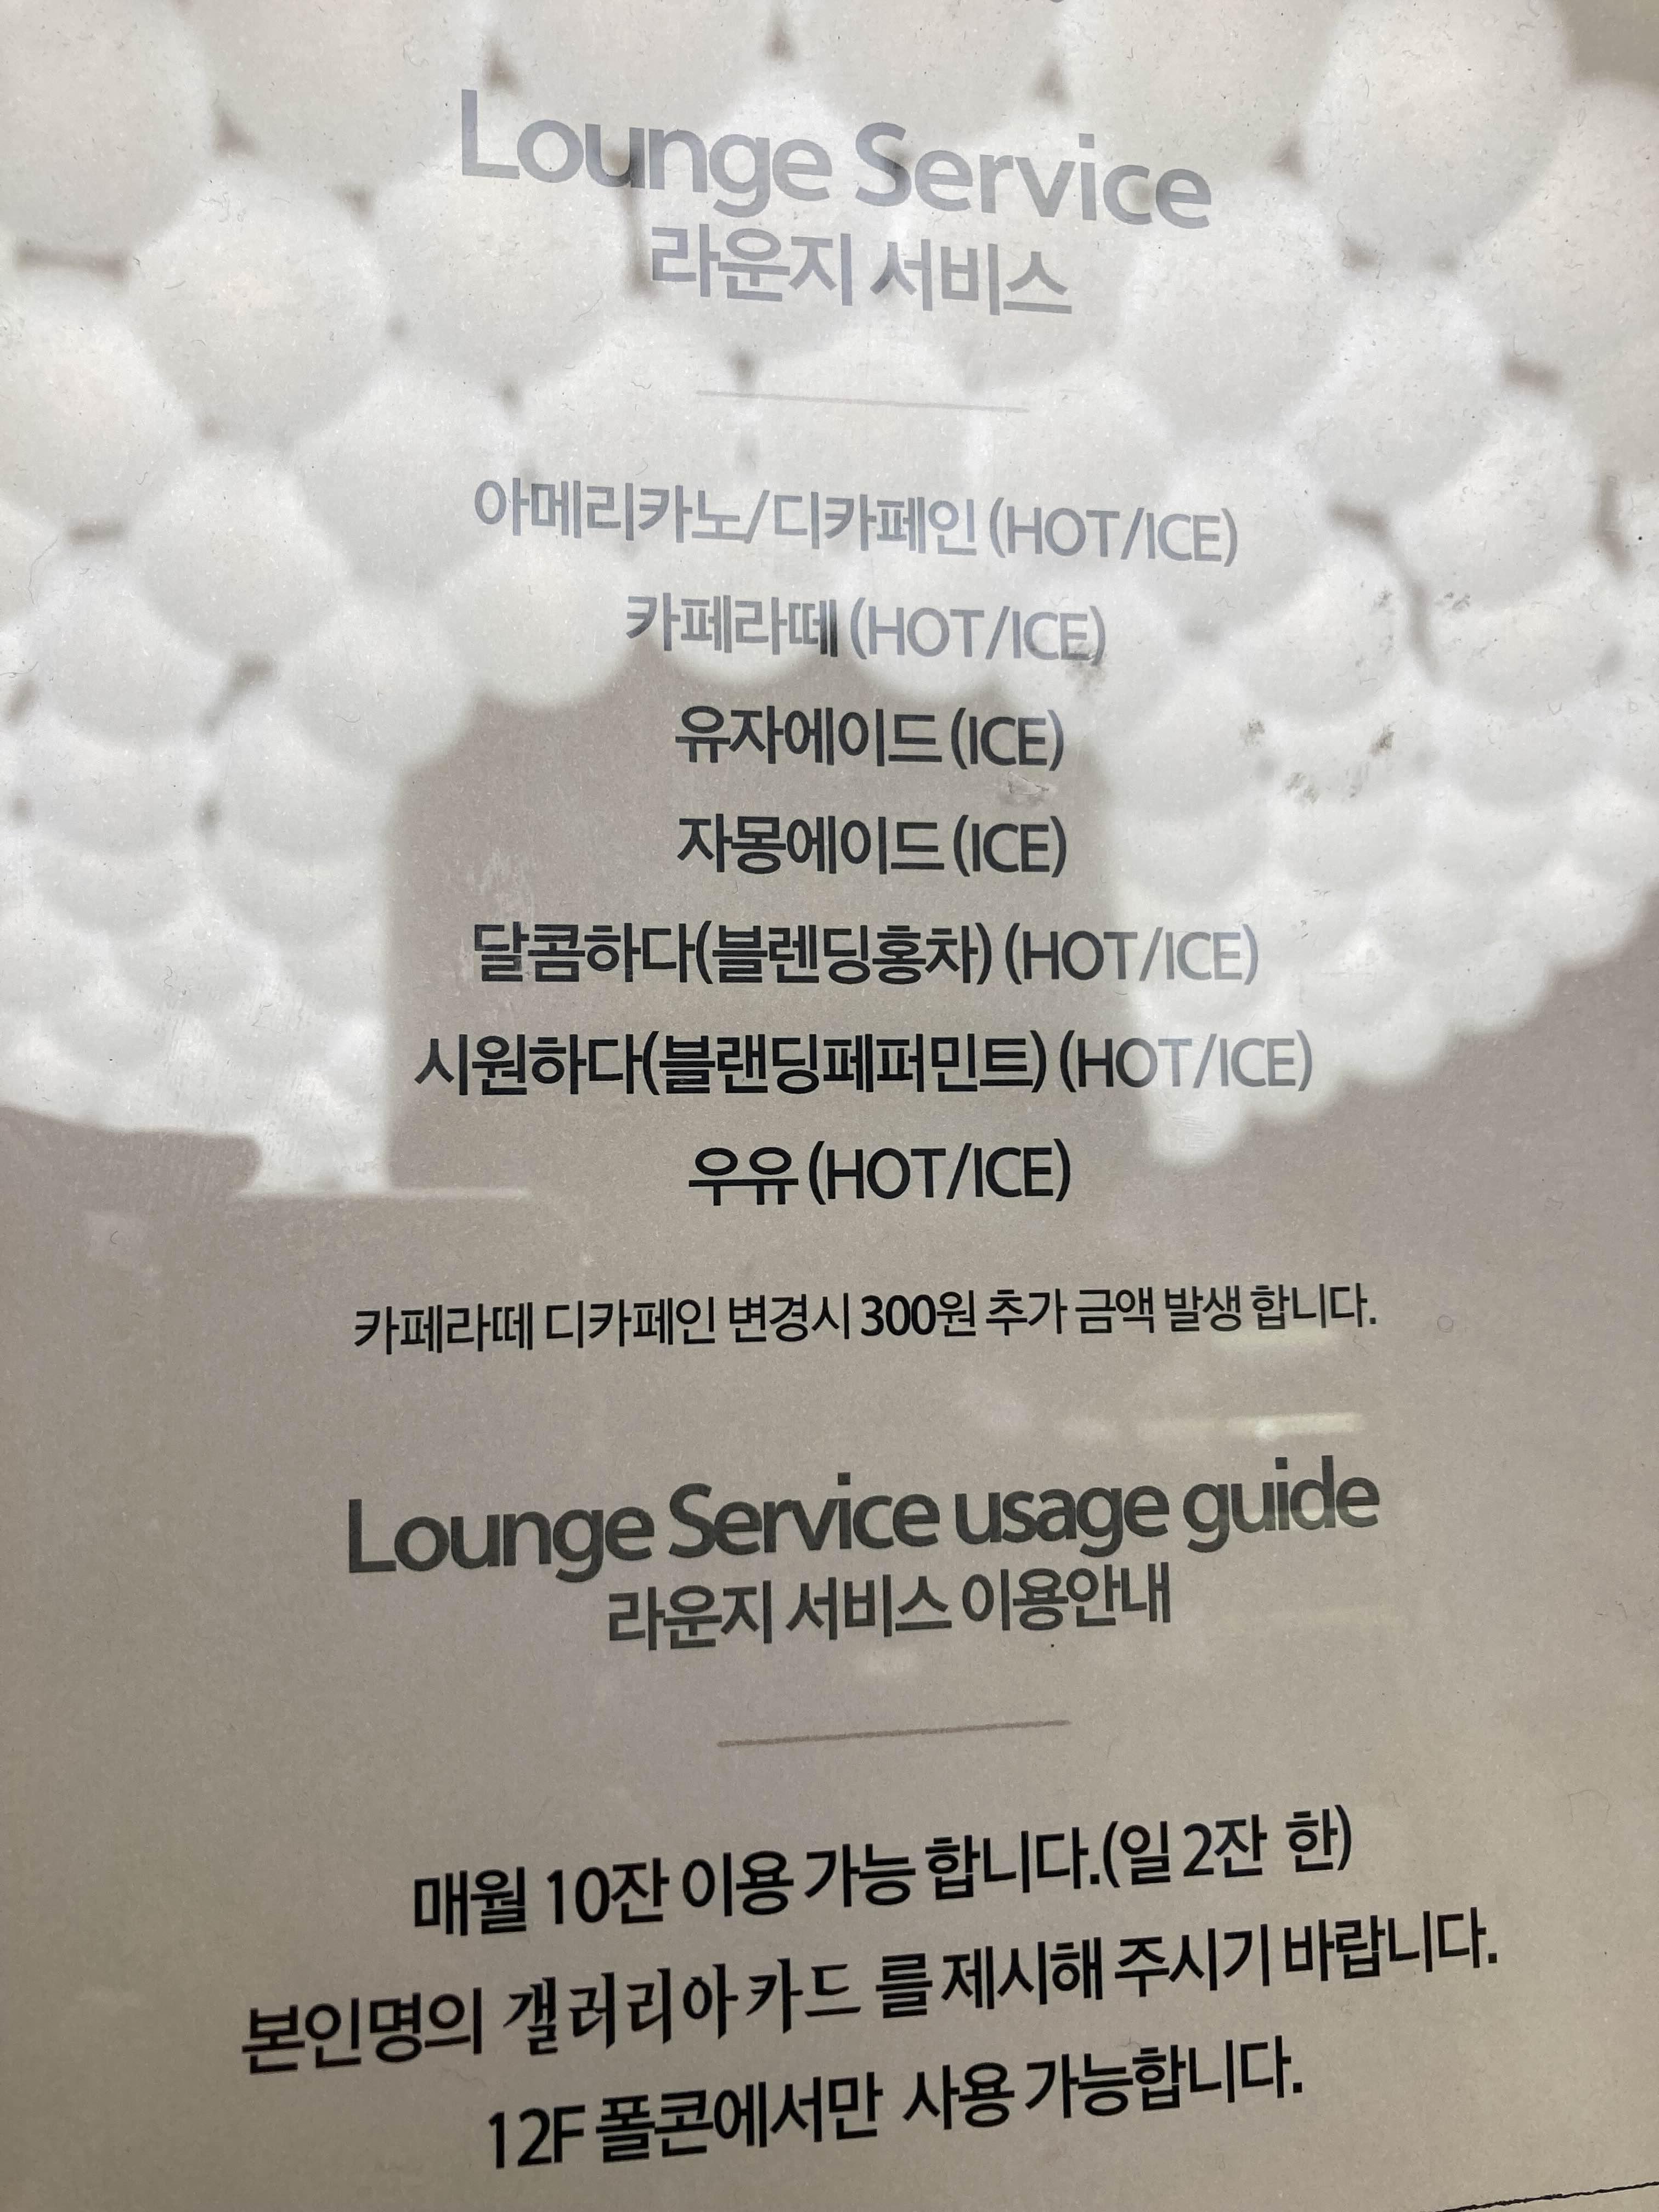 Lounge Service
라운지 서비스
아메리카노/디카페인 (HOT/ICE)
카페라떼 (HOT/ICE)
유자에이드 (ICE)
자몽에이드 (ICE)
달콤하다(블렌딩홍차) (HOT/ICE)
시원하다(블랜딩페퍼민트) (HOT/ICE)
우유 (HOT/ICE)
카페라떼 디카페인 변경시 300원 추가 금액 발생 합니다.
Lounge Service usage guide
라운지 서비스 이용안내
매월 10잔 이용 가능 합니다.(일 2잔 한)
본인명의 갤러리아카드 를 제시해 주시기 바랍니다.
12F 폴콘에서만 사용 가능합니다.